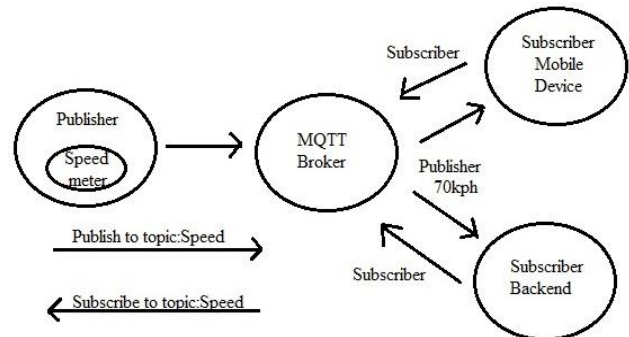 Publisher
Speed
meter
Publish to topic:Speed
Subscribe to topic:Speed
MQTT
Broker
Subscriber
Subscriber
Mobile
Device
Publisher
70kph
Subscriber
Subscriber
Backend